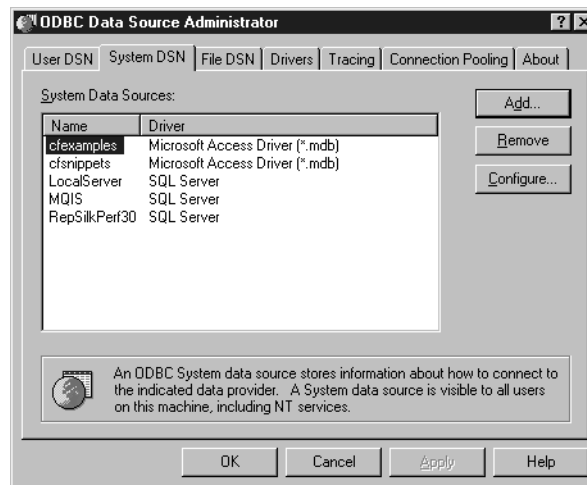 ODBC Data Source Administrator
User DSN System DSN File DSN Drivers Tracing Connection Pooling About
System Data Sources:
Add...
Name Driver
cfexamples Microsoft Access Driver (*.mdb)
Remove
cfsnippets Microsoft Access Driver (*.mdb)
LocalServer SQL Server
Configure...
MQIS SQL Server
RepSilkPerf30 SQL Server
An ODBC System data source stores information about how to connect to
the indicated data provider. A System data source is visible to all users
on this machine, including NT services.
OK Cancel Apply Help